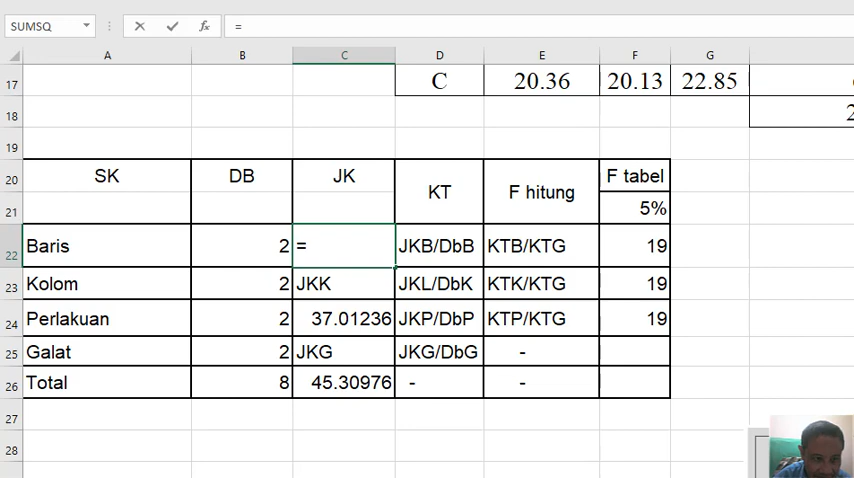 SUMSQ fx =
A B C D E F G
17 C 20.36 20.13 22.85
18 2
19
20 SK DB JK KT F hitung F tabel
21 5%
22 Baris 2 = JKB/DbB KTB/KTG 19
23 Kolom 2 JKK JKL/DbK KTK/KTG 19
24 Perlakuan 2 37.01236 JKP/DbP KTP/KTG 19
25 Galat 2 JKG JKG/DbG -
26 Total 8 45.30976 - -
27
28